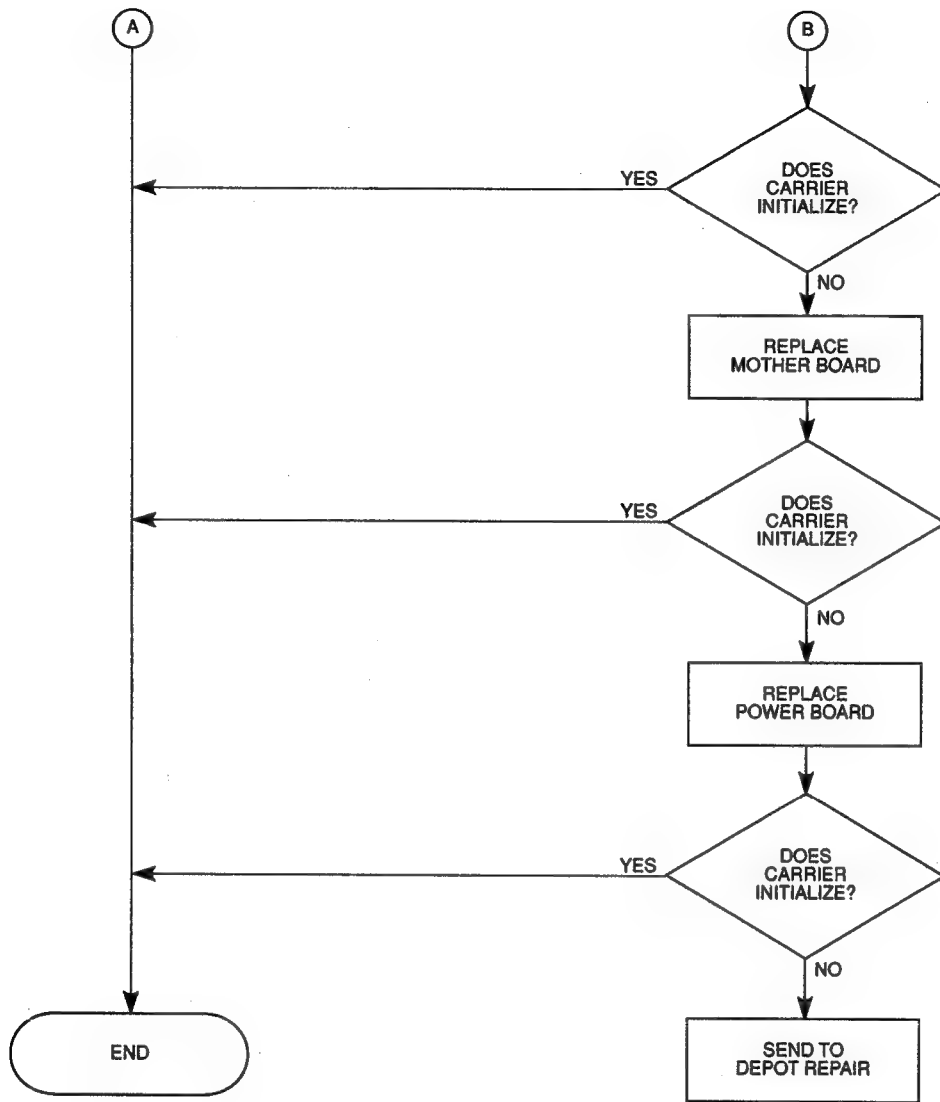 A
B
DOES
CARRIER
INITIALIZE?
YES
NO
REPLACE
MOTHER BOARD
DOES
CARRIER
INITIALIZE?
YES
NO
REPLACE
POWER BOARD
DOES
CARRIER
INITIALIZE?
YES
NO
END
SEND TO
DEPOT REPAIR